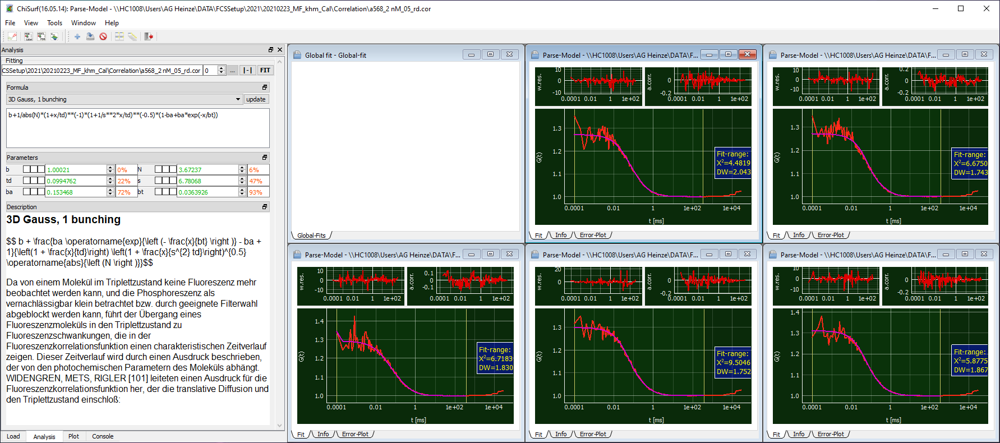 ChiSurf(16.05.14): Parse-Model - \\HC1008\Users\AG Heinze\DATA\FCSSetup\2021\20210223_MF_khm_Cal\Correlation\a568_2 nM_05_rd.cor
File View Tools Window Help
Analysis
Fitting
CSSetup\2021\20210223_MF_khm_Cal\Correlation\a568_2 nM_05_rd.cor 0 ... |-| FIT
Formula
3D Gauss, 1 bunching update
b+1/abs(N)*(1+x/td)**(-1)*(1+1/s**2*x/td)**(-0.5)*(1-ba+ba*exp(-x/bt))
Parameters
b 1.00021 0% N 3.67237 6%
td 0.0994762 22% s 6.78068 47%
ba 0.153468 72% bt 0.0363926 93%
Description
3D Gauss, 1 bunching
$$ b + \frac{ba \operatorname{exp}{\left (- \frac{x}{bt} \right )} - ba +
1}{\left(1 + \frac{x}{td}\right) \left(1 + \frac{x}{s^{2} td}\right)^{0.5}
\operatorname{abs}{\left (N \right )}}$$
Da von einem Molekül im Triplettzustand keine Fluoreszenz mehr
beobachtet werden kann, und die Phosphoreszenz als
vernachlässigbar klein betrachtet bzw. durch geeignete Filterwahl
abgeblockt werden kann, führt der Übergang eines
Fluoreszenzmoleküls in den Triplettzustand zu
Fluoreszenzschwankungen, die in der
Fluoreszenzkorrelationsfunktion einen charakteristischen Zeitverlauf
zeigen. Dieser Zeitverlauf wird durch einen Ausdruck beschrieben,
der von den photochemischen Parametern des Moleküls abhängt.
WIDENGREN, METS, RIGLER [101] leiteten einen Ausdruck für die
Fluoreszenzkorrelationsfunktion her, der die translative Diffusion und
den Triplettzustand einschloß:
Load Analysis Plot Console
Global fit - Global-fit
Global-Fits
Parse-Model - \\HC1008\Users\AG Heinze\DATA\F...
w.res.
10
0
-10
0.0001 0.01 1 1e+02
a.corr.
0
-0.2
0.0001 0.01 1 1e+02
G(t)
1.3
1.2
1.1
1.0
Fit-range:
X²=4.4819
DW=2.043
0.0001 0.01 1 1e+02 1e+04
t [ms]
Fit Info Error-Plot
Parse-Model - \\HC1008\Users\AG Heinze\DATA\F...
w.res.
10
0
-10
0.0001 0.01 1 1e+02
a.corr.
0.2
0
-0.2
0.0001 0.01 1 1e+02
G(t)
1.3
1.2
1.1
1.0
Fit-range:
X²=6.6750
DW=1.743
0.0001 0.01 1 1e+02 1e+04
t [ms]
Fit Info Error-Plot
Parse-Model - \\HC1008\Users\AG Heinze\DATA\F...
w.res.
10
0
-10
0.0001 0.01 1 1e+02
a.corr.
0.1
0
-0.1
0.0001 0.01 1 1e+02
G(t)
1.4
1.3
1.2
1.1
1.0
Fit-range:
X²=6.7183
DW=1.830
0.0001 0.01 1 1e+02 1e+04
t [ms]
Fit Info Error-Plot
Parse-Model - \\HC1008\Users\AG Heinze\DATA\F...
w.res.
20
0
0.0001 0.01 1 1e+02
a.corr.
0
-0.2
0.0001 0.01 1 1e+02
G(t)
1.3
1.2
1.1
1.0
Fit-range:
X²=9.5046
DW=1.752
0.0001 0.01 1 1e+02 1e+04
t [ms]
Fit Info Error-Plot
Parse-Model - \\HC1008\Users\AG Heinze\DATA\F...
w.res.
10
0
-10
0.0001 0.01 1 1e+02
a.corr.
0
-0.2
0.0001 0.01 1 1e+02
G(t)
1.4
1.3
1.2
1.1
1.0
Fit-range:
X²=5.8775
DW=1.867
0.0001 0.01 1 1e+02 1e+04
t [ms]
Fit Info Error-Plot